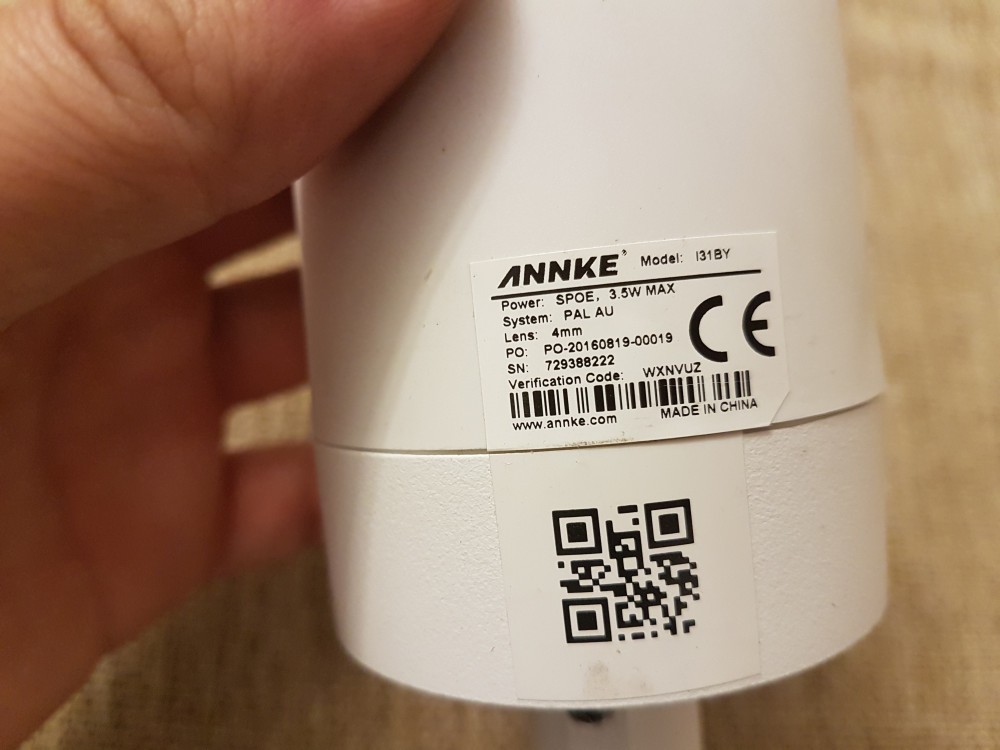 ANNKE® Model: I31BY
Power: SPOE, 3.5W MAX
System: PAL AU
Lens: 4mm
PO: PO-20160819-00019
SN: 729388222
Verification Code: WXNVUZ
www.annke.com MADE IN CHINA
CE